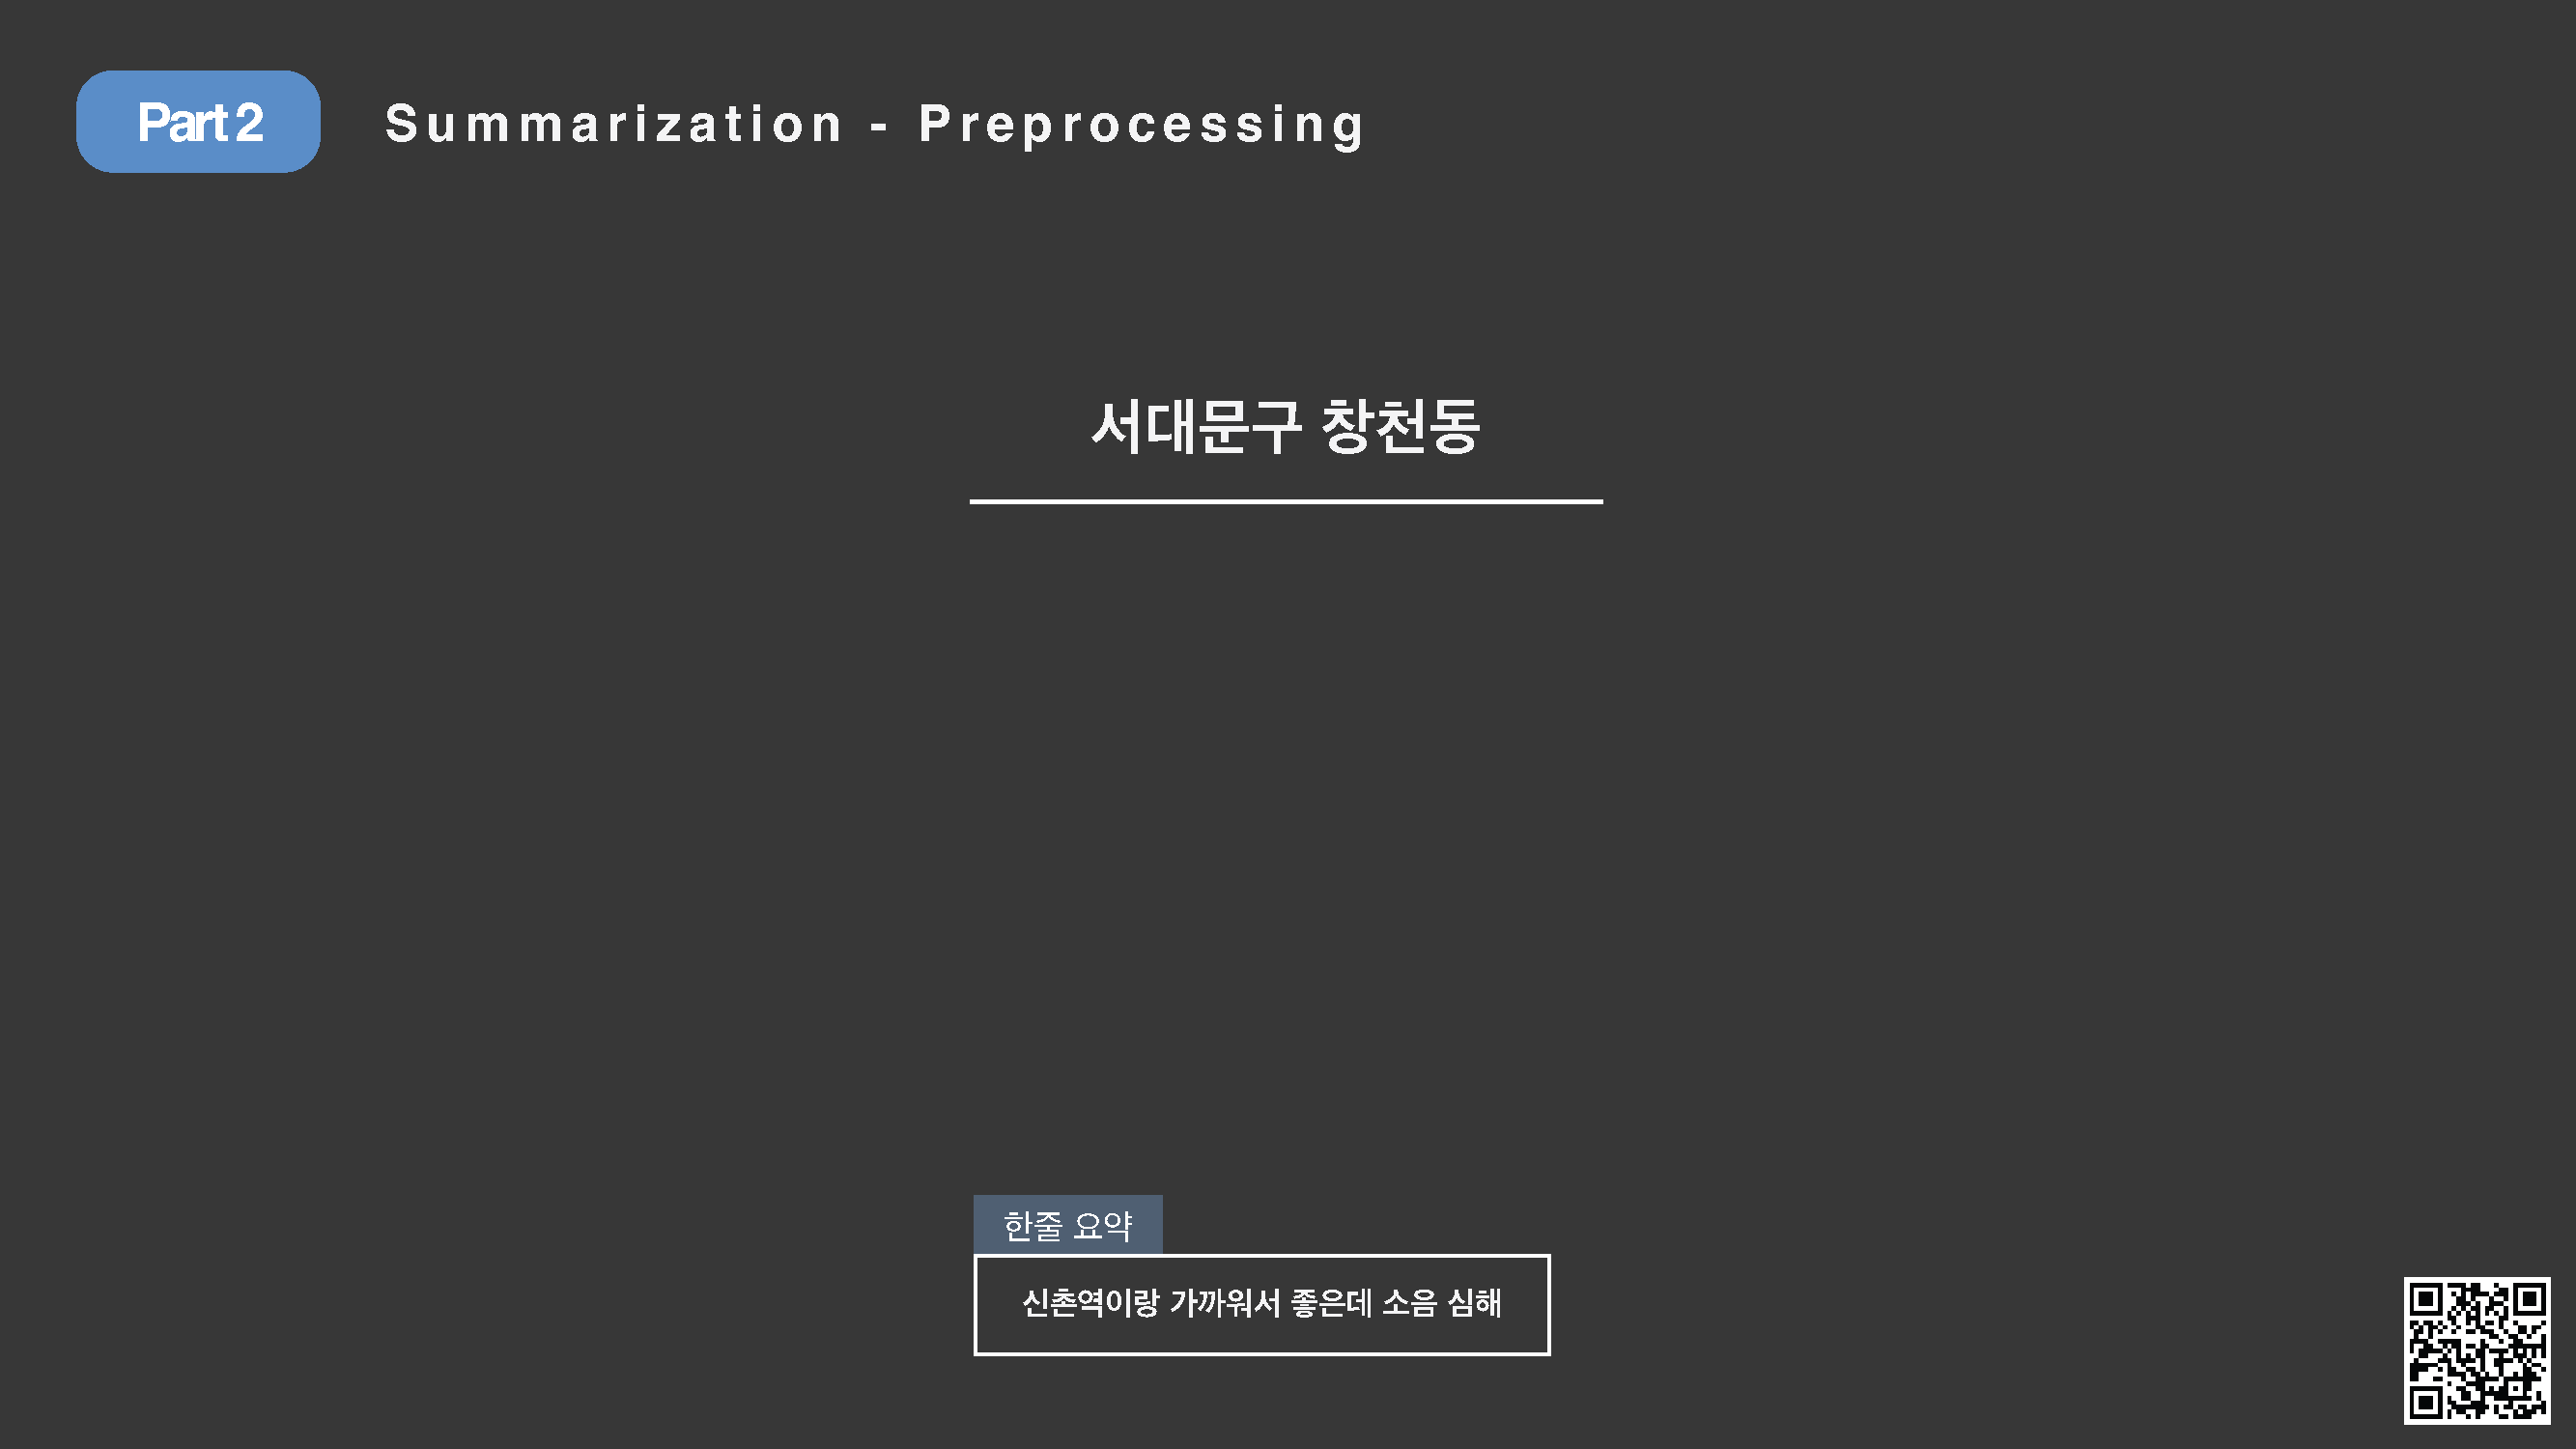 Part 2
Summarization - Preprocessing
서대문구 창천동
한줄 요약
신촌역이랑 가까워서 좋은데 소음 심해